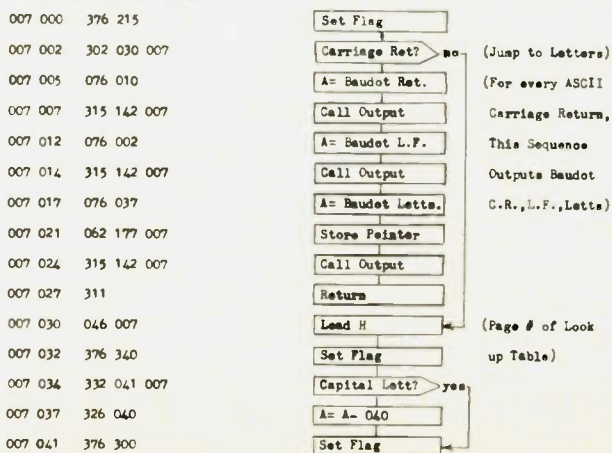 007 000 376 215 Set Flag
007 002 302 030 007 Carriage Ret? no (Jump to Letters)
007 005 076 010 A= Baudot Ret. (For every ASCII
007 007 315 142 007 Call Output Carriage Return,
007 012 076 002 A= Baudot L.F. This Sequence
007 014 315 142 007 Call Output Outputs Baudot
007 017 076 037 A= Baudot Letts. C.R.,L.F.,Letts)
007 021 062 177 007 Store Pointer
007 024 315 142 007 Call Output
007 027 311 Return
007 030 046 007 Load H (Page # of Look
007 032 376 340 Set Flag up Table)
007 034 332 041 007 Capital Lett? yes
007 037 326 040 A= A- 040
007 041 376 300 Set Flag